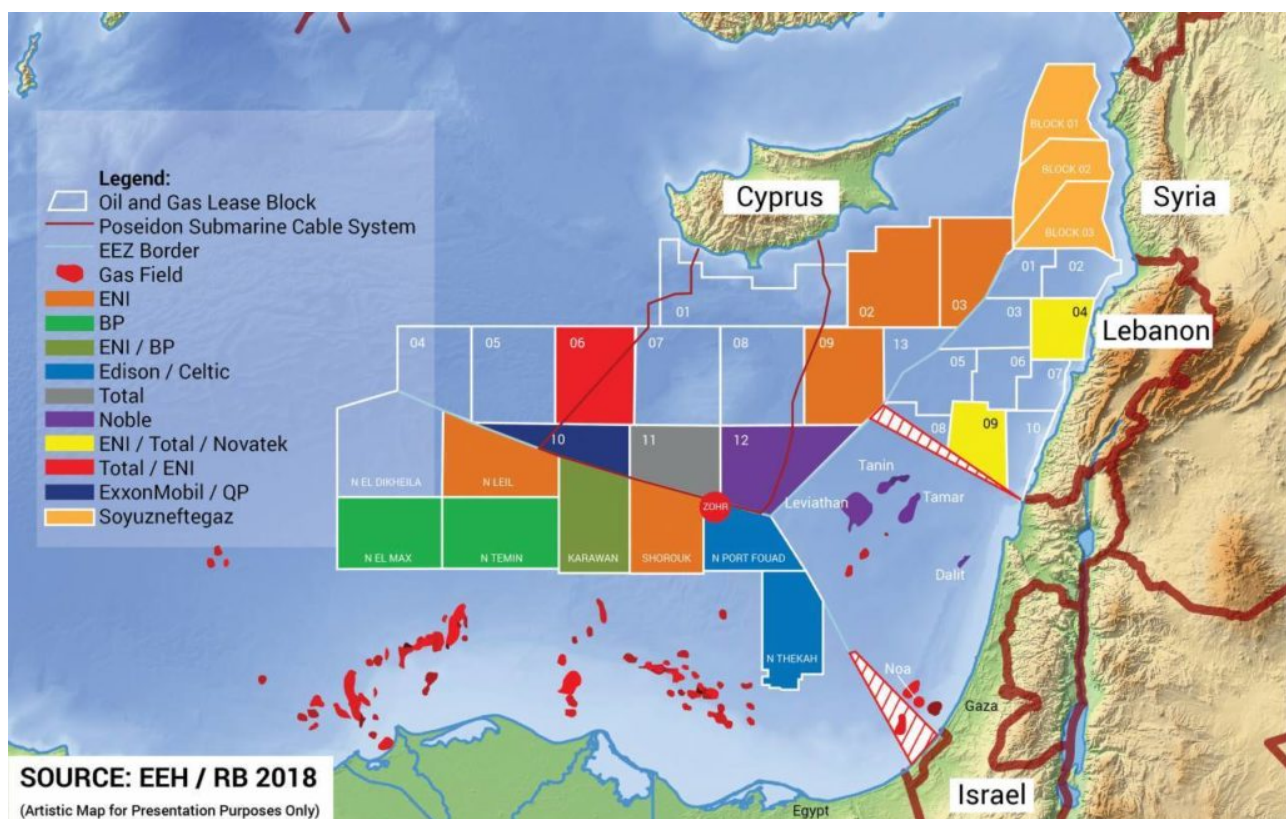 Legend:
Oil and Gas Lease Block
Poseidon Submarine Cable System
EEZ Border
Gas Field
ENI
BP
ENI / BP
Edison / Celtic
Total
Noble
ENI / Total / Novatek
Total / ENI
ExxonMobil / QP
Soyuzneftegaz
Cyprus
Syria
Lebanon
Israel
BLOCK 01
BLOCK 02
BLOCK 03
01
02
03
04
05
06
07
08
09
10
01
02
03
04
05
06
07
08
09
13
10
11
12
N EL DIKHEILA
N LEIL
N EL MAX
N TEMIN
KARAWAN
SHOROUK
ZOHR
N PORT FOUAD
N THEKAH
Tanin
Leviathan
Tamar
Dalit
Noa
Gaza
Egypt
SOURCE: EEH / RB 2018
(Artistic Map for Presentation Purposes Only)